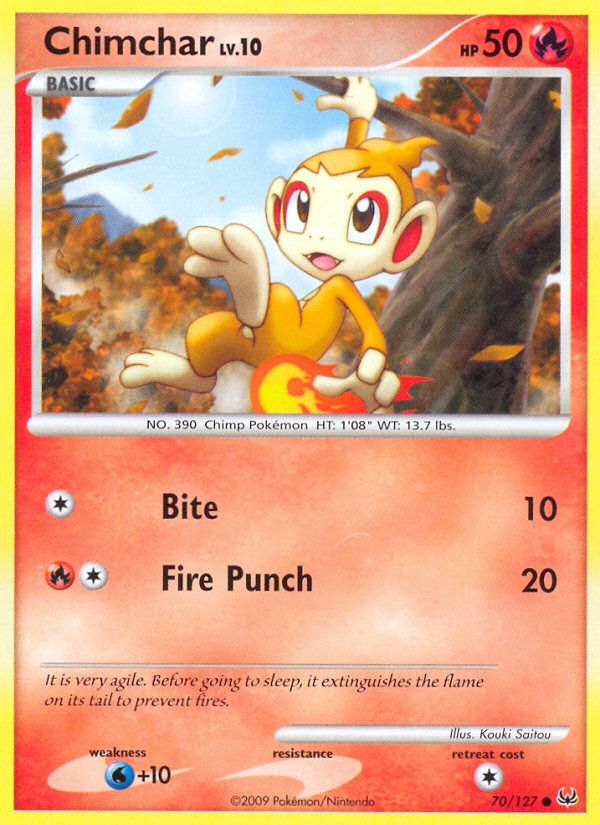 Chimchar LV.10
HP 50
BASIC
NO. 390 Chimp Pokémon HT: 1'08" WT: 13.7 lbs.
Bite 10
Fire Punch 20
It is very agile. Before going to sleep, it extinguishes the flame
on its tail to prevent fires.
Illus. Kouki Saitou
weakness resistance retreat cost
+10
©2009 Pokémon/Nintendo 70/127